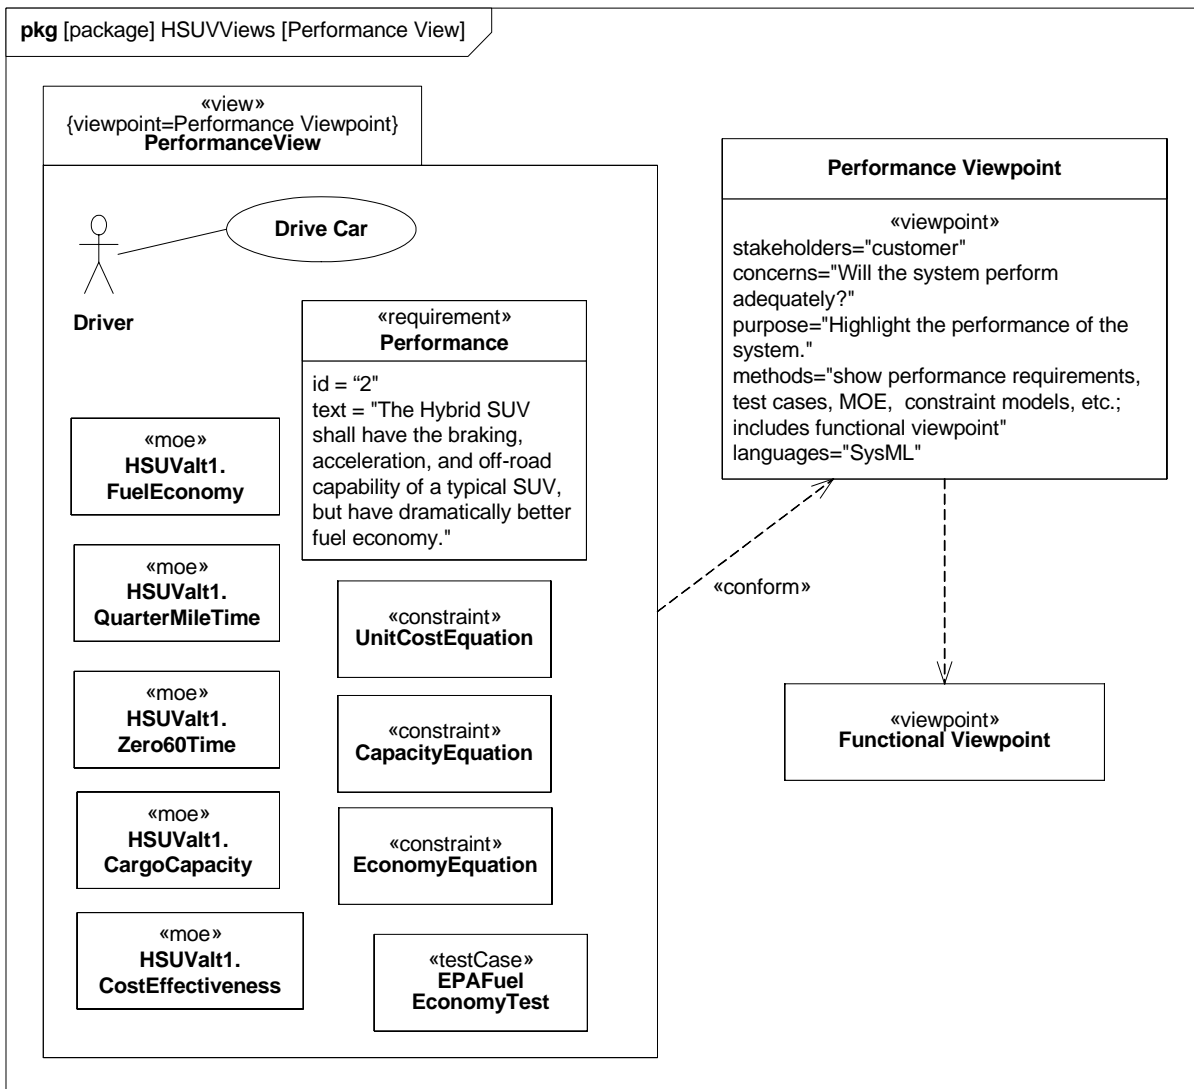 pkg [package] HSUVViews [Performance View]
«view»
{viewpoint=Performance Viewpoint}
PerformanceView
Drive Car
Driver
«requirement»
Performance
id = “2"
text = "The Hybrid SUV
shall have the braking,
acceleration, and off-road
capability of a typical SUV,
but have dramatically better
fuel economy."
«moe»
HSUValt1.
FuelEconomy
«moe»
HSUValt1.
QuarterMileTime
«moe»
HSUValt1.
Zero60Time
«moe»
HSUValt1.
CargoCapacity
«moe»
HSUValt1.
CostEffectiveness
«constraint»
UnitCostEquation
«constraint»
CapacityEquation
«constraint»
EconomyEquation
«testCase»
EPAFuel
EconomyTest
Performance Viewpoint
«viewpoint»
stakeholders="customer"
concerns="Will the system perform
adequately?"
purpose="Highlight the performance of the
system."
methods="show performance requirements,
test cases, MOE,  constraint models, etc.;
includes functional viewpoint"
languages="SysML"
«conform»
«viewpoint»
Functional Viewpoint